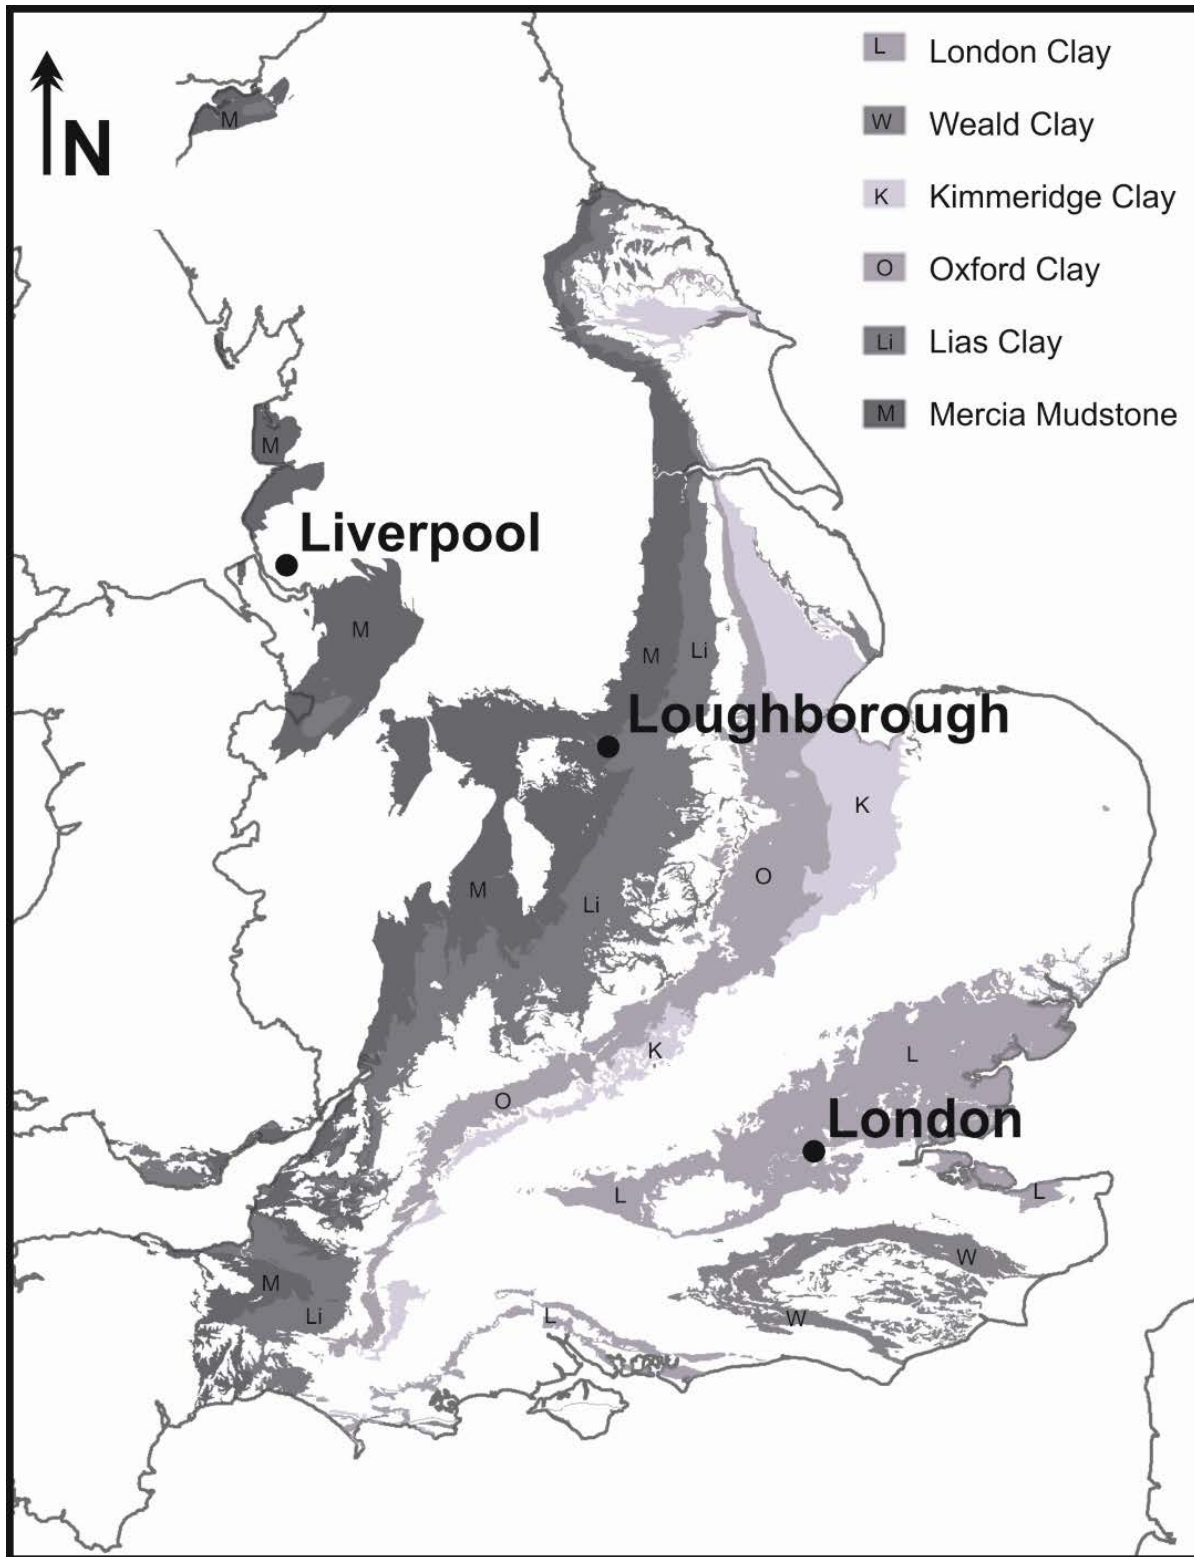 N
L London Clay
W Weald Clay
K Kimmeridge Clay
O Oxford Clay
Li Lias Clay
M Mercia Mudstone
M
M
Liverpool
M
M
Li
Loughborough
K
O
M
Li
K
L
O
London
L
L
W
M
Li
L
W